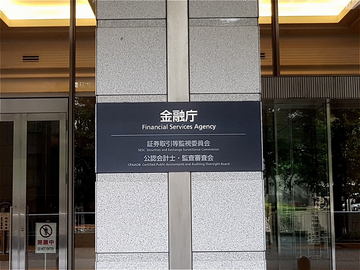 金融庁
Financial Services Agency
証券取引等監視委員会
SESC Securities and Exchange Surveillance Commission
公認会計士・監査審査会
CPAAOB Certified Public Accountants and Auditing Oversight Board